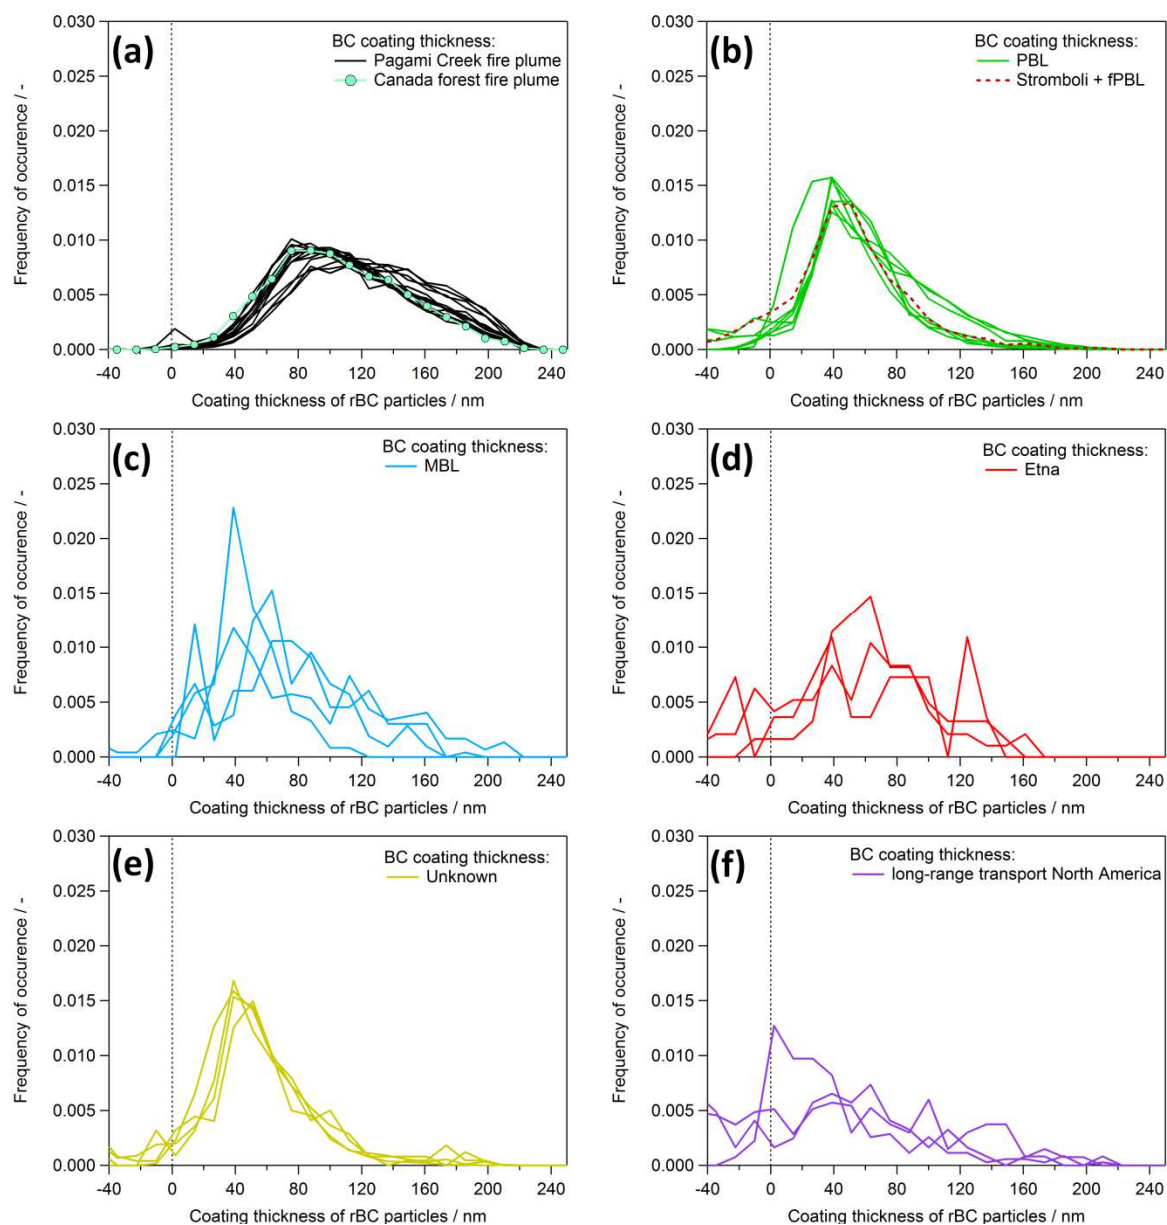 (a)
BC coating thickness:
Pagami Creek fire plume
Canada forest fire plume
0.030
0.025
0.020
0.015
0.010
0.005
0.000
Frequency of occurence / -
-40 0 40 80 120 160 200 240
Coating thickness of rBC particles / nm
(b)
BC coating thickness:
PBL
Stromboli + fPBL
0.030
0.025
0.020
0.015
0.010
0.005
0.000
Frequency of occurence / -
-40 0 40 80 120 160 200 240
Coating thickness of rBC particles / nm
(c)
BC coating thickness:
MBL
0.030
0.025
0.020
0.015
0.010
0.005
0.000
Frequency of occurence / -
-40 0 40 80 120 160 200 240
Coating thickness of rBC particles / nm
(d)
BC coating thickness:
Etna
0.030
0.025
0.020
0.015
0.010
0.005
0.000
Frequency of occurence / -
-40 0 40 80 120 160 200 240
Coating thickness of rBC particles / nm
(e)
BC coating thickness:
Unknown
0.030
0.025
0.020
0.015
0.010
0.005
0.000
Frequency of occurence / -
-40 0 40 80 120 160 200 240
Coating thickness of rBC particles / nm
(f)
BC coating thickness:
long-range transport North America
0.030
0.025
0.020
0.015
0.010
0.005
0.000
Frequency of occurence / -
-40 0 40 80 120 160 200 240
Coating thickness of rBC particles / nm